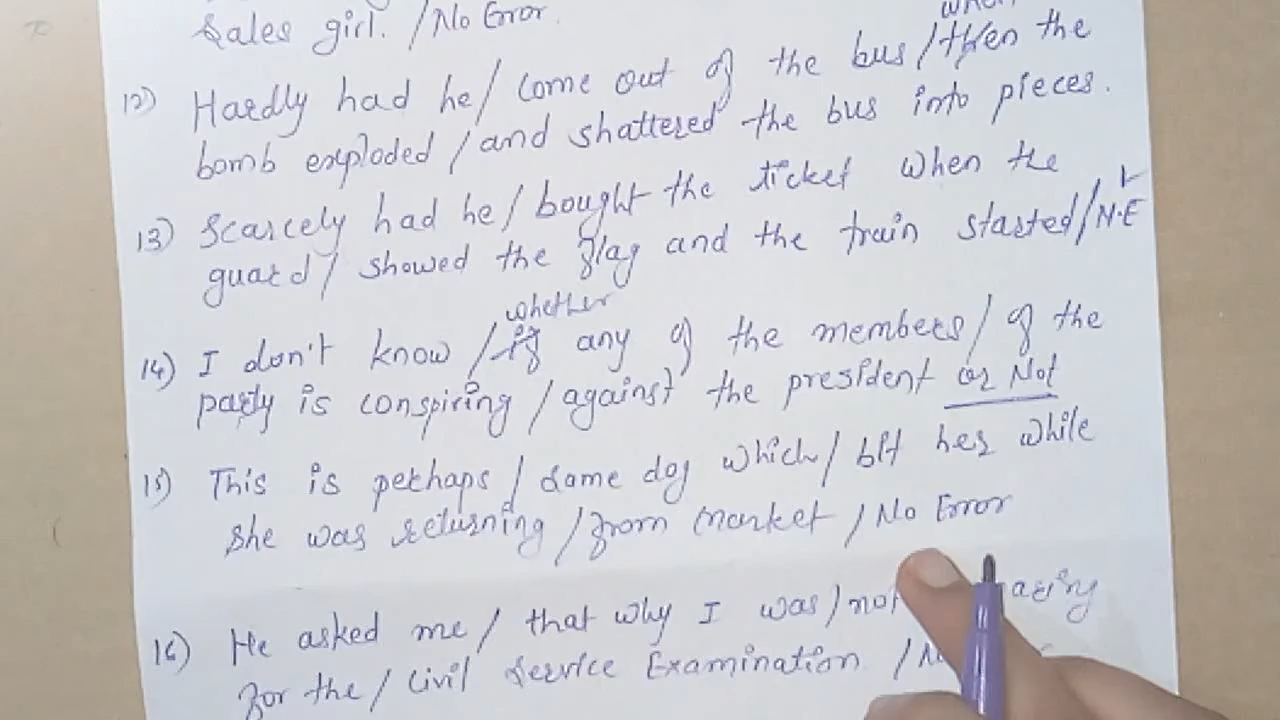 Sales girl. /No Error.
when
12) Hardly had he/ come out of the bus/then the
bomb exploded /and shattered the bus into pieces.
13) Scarcely had he/ bought the ticket when the
guard/ showed the flag and the train started/N.E
whether
14) I don't know /if any of the members/ of the
party is conspiring /against the president or Not
15) This is perhaps / same dog which/ bit her while
she was returning /from market /No Error
16) He asked me/ that why I was/not
for the/ Civil Service Examination. /